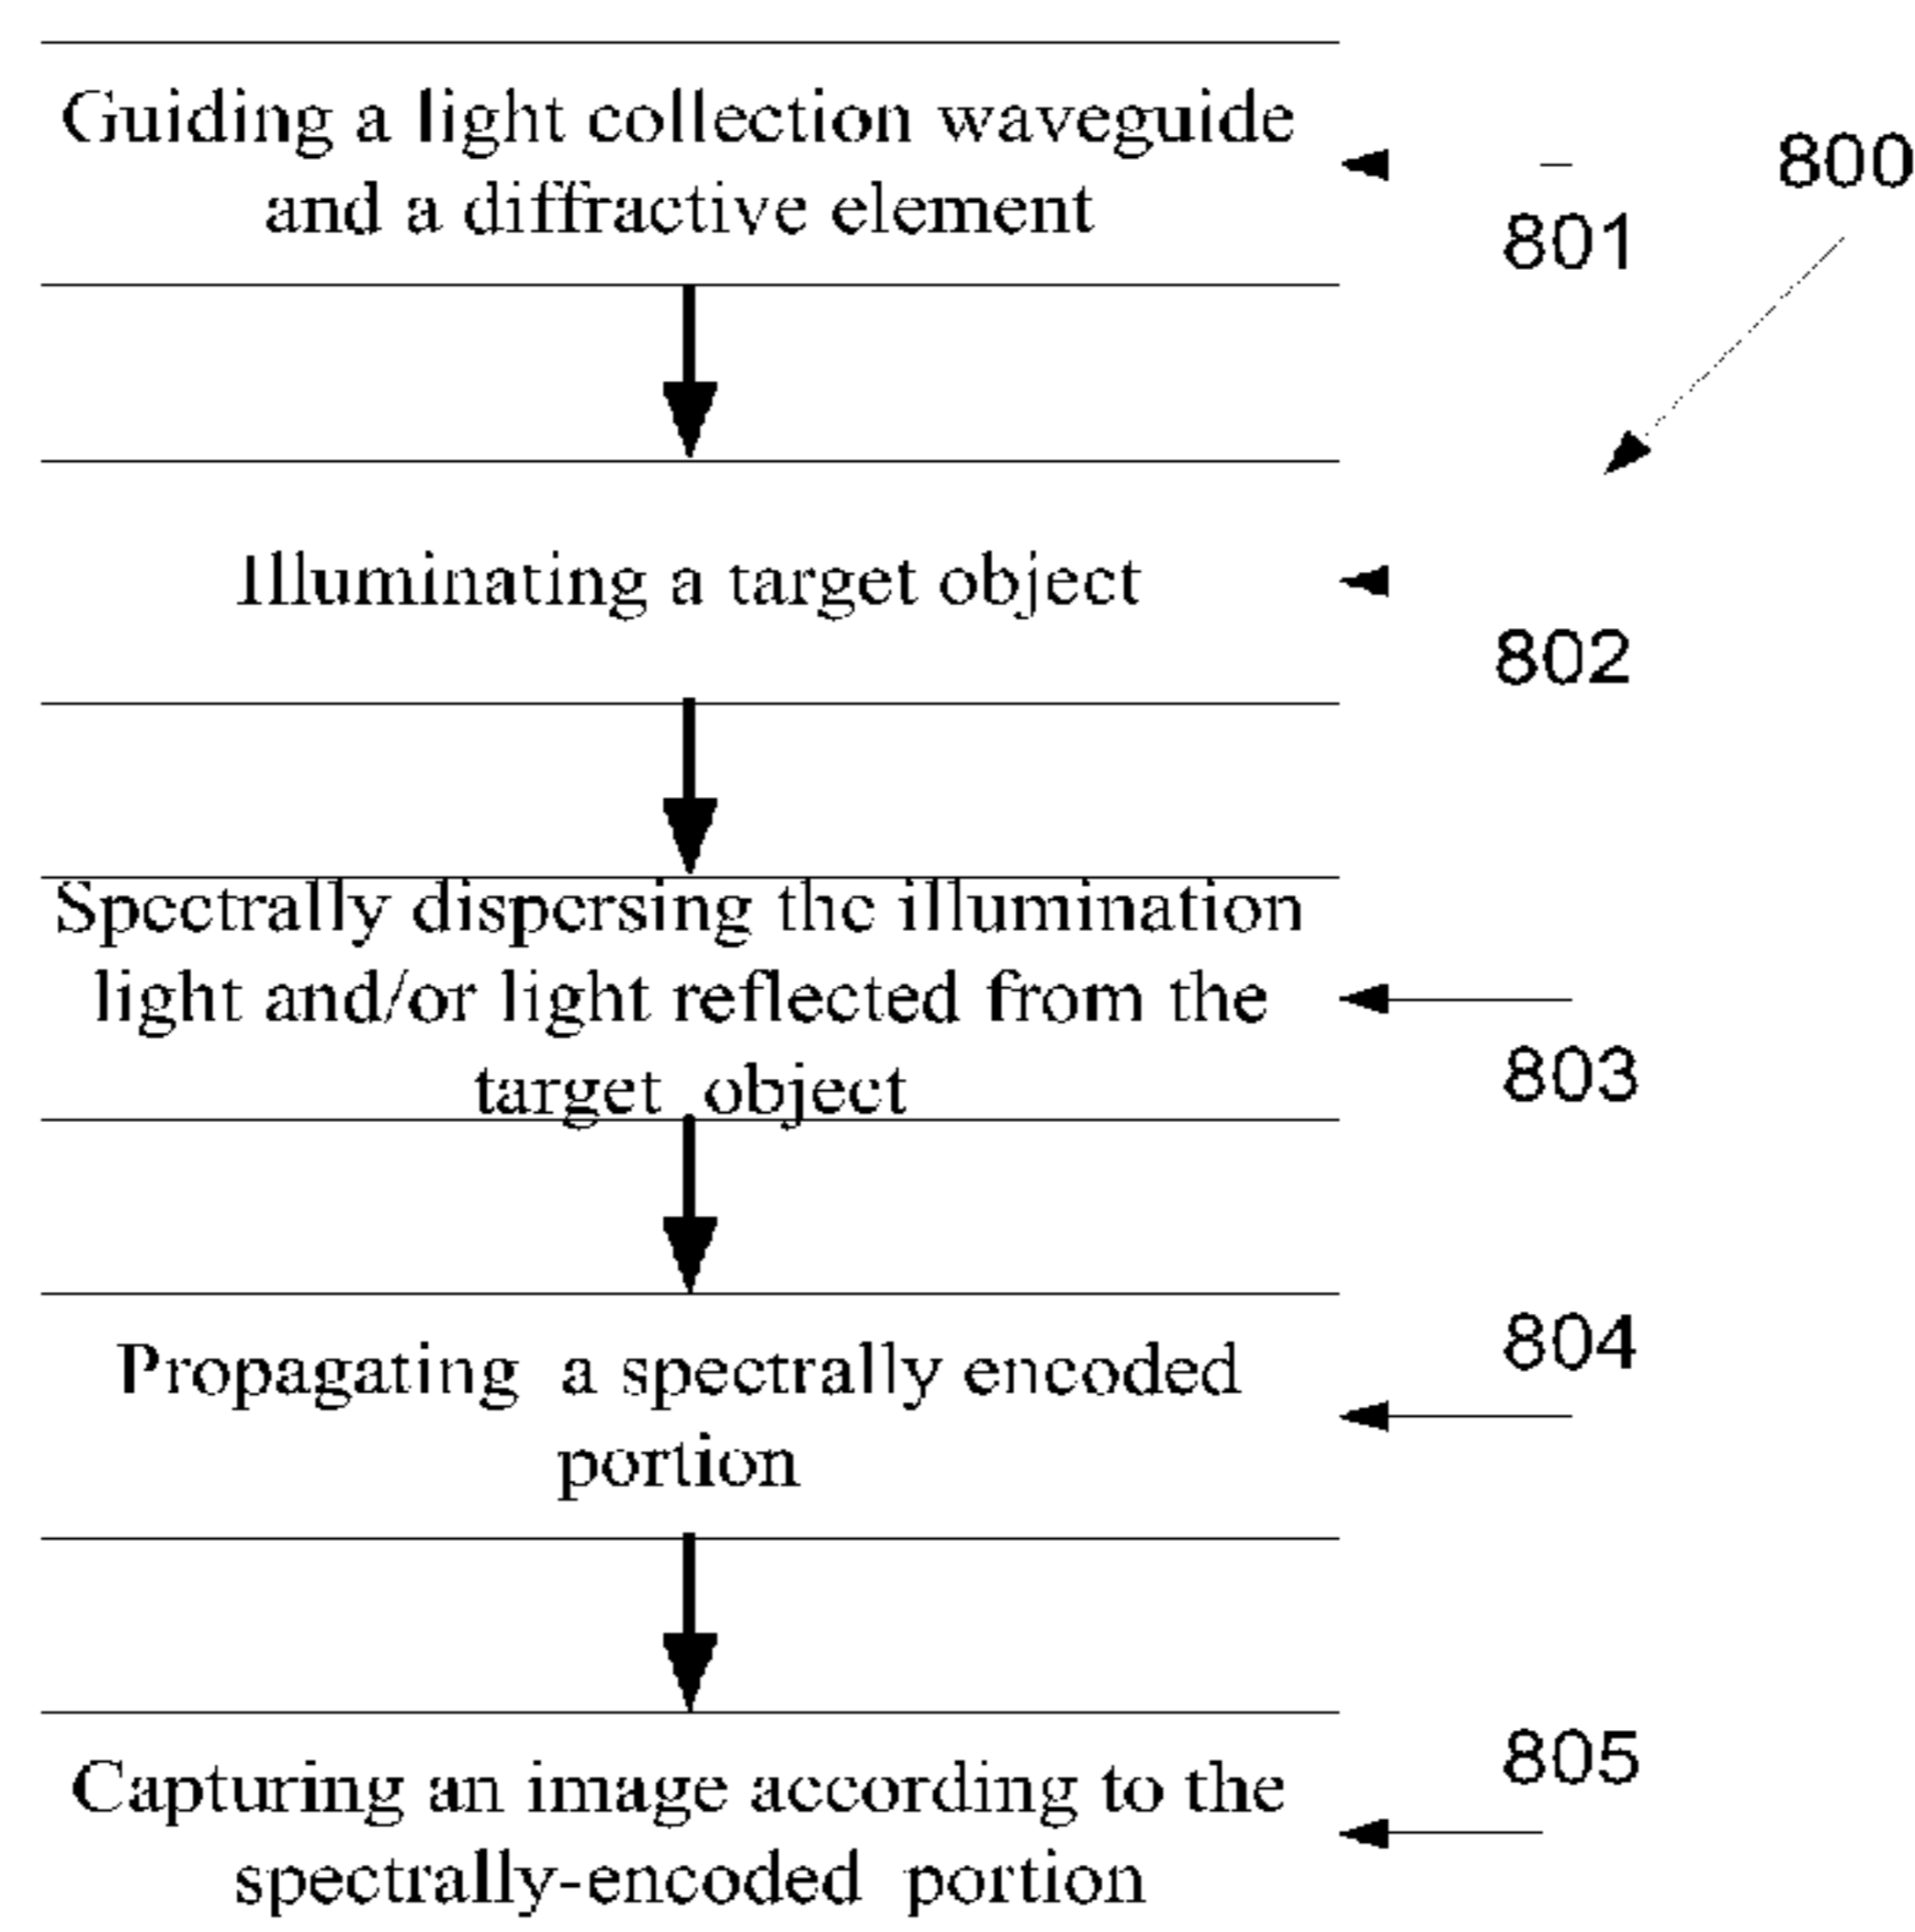 Guiding a light collection waveguide
and a diffractive element
801
800
Illuminating a target object
802
Spectrally dispersing the illumination
light and/or light reflected from the
target object
803
Propagating a spectrally encoded
portion
804
Capturing an image according to the
spectrally-encoded portion
805